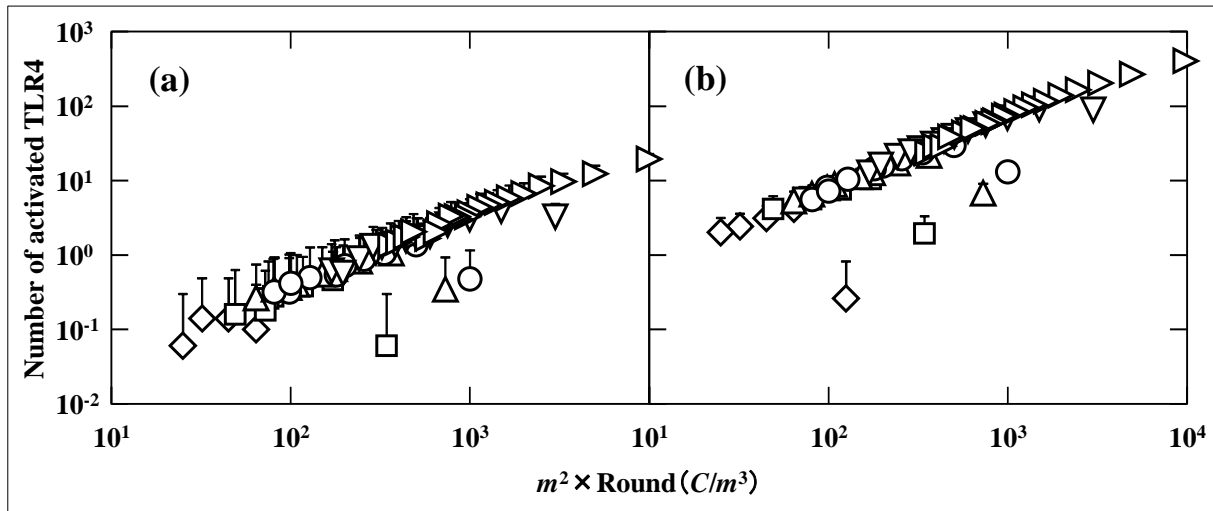 10³
10²
10¹
10⁰
10⁻¹
10⁻²
Number of activated TLR4
(a)
(b)
10¹ 10² 10³ 10¹ 10² 10³ 10⁴
m² × Round(C/m³)